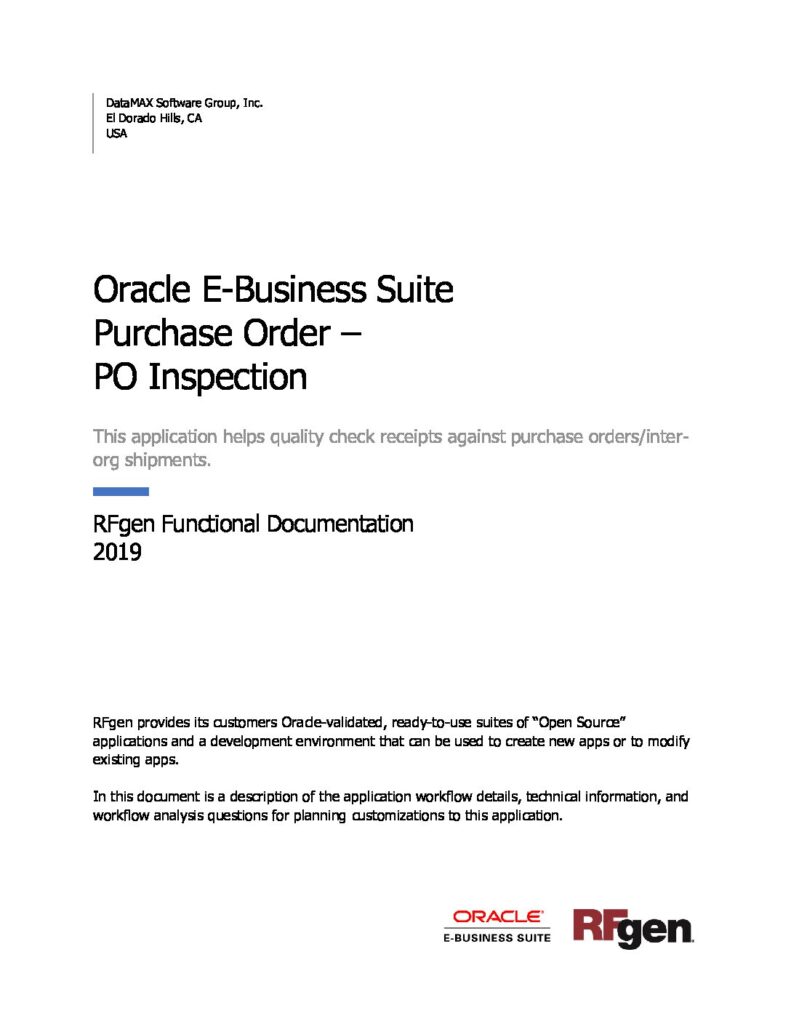 DataMAX Software Group, Inc.
El Dorado Hills, CA
USA
Oracle E-Business Suite
Purchase Order –
PO Inspection
This application helps quality check receipts against purchase orders/inter-
org shipments.
RFgen Functional Documentation
2019
RFgen provides its customers Oracle-validated, ready-to-use suites of “Open Source”
applications and a development environment that can be used to create new apps or to modify
existing apps.
In this document is a description of the application workflow details, technical information, and
workflow analysis questions for planning customizations to this application.
ORACLE
E-BUSINESS SUITE
RFgen